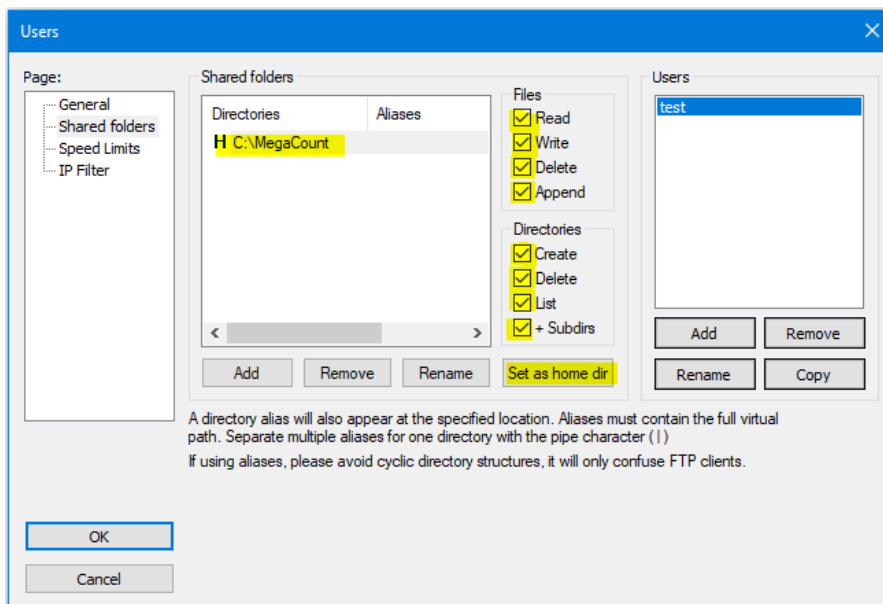 Users
Page:
General
Shared folders
Speed Limits
IP Filter
Shared folders
Directories Aliases
H C:\MegaCount
Files
Read
Write
Delete
Append
Directories
Create
Delete
List
+ Subdirs
Add Remove Rename Set as home dir
Users
test
Add Remove
Rename Copy
A directory alias will also appear at the specified location. Aliases must contain the full virtual
path. Separate multiple aliases for one directory with the pipe character (|)
If using aliases, please avoid cyclic directory structures, it will only confuse FTP clients.
OK
Cancel